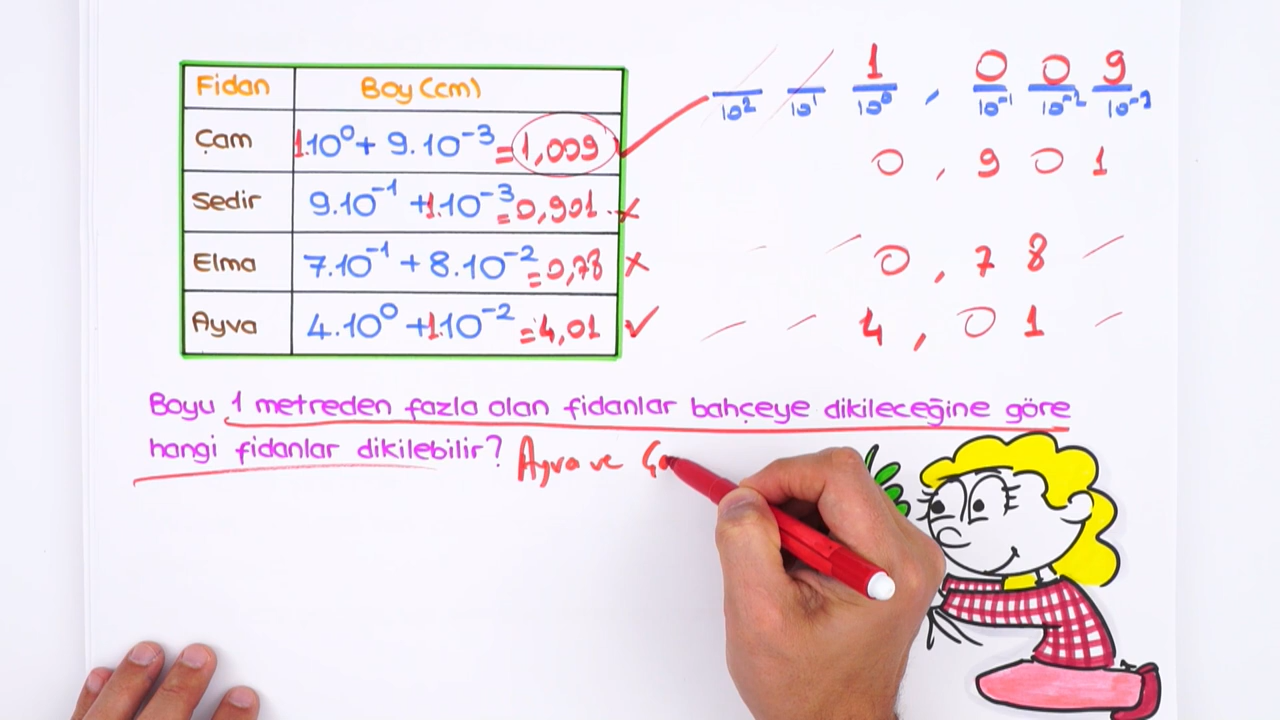 Fidan Boy (cm)
Çam 1.10⁰ + 9.10⁻³ = 1,009 ✓
Sedir 9.10⁻¹ + 1.10⁻³ = 0,901 ×
Elma 7.10⁻¹ + 8.10⁻² = 0,78 ×
Ayva 4.10⁰ + 1.10⁻² = 4,01 ✓
1 , 0 0 9
10² 10¹ 10⁰ , 10⁻¹ 10⁻² 10⁻³
0 , 9 0 1
0 , 7 8
4 , 0 1
Boyu 1 metreden fazla olan fidanlar bahçeye dikileceğine göre
hangi fidanlar dikilebilir? Ayva ve Ça